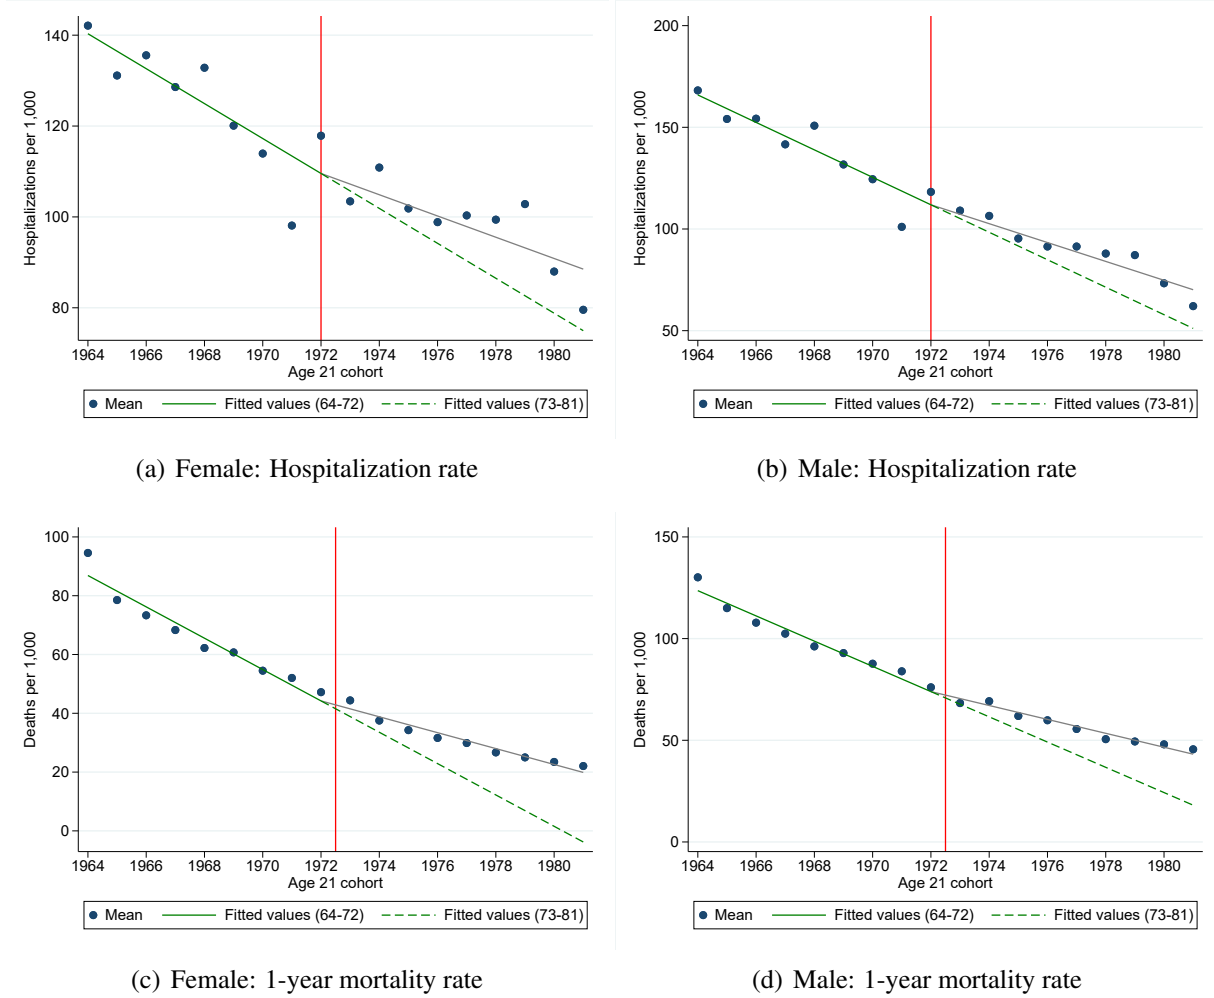 Hospitalizations per 1,000
140
120
100
80
1964 1966 1968 1970 1972 1974 1976 1978 1980
Age 21 cohort
Mean Fitted values (64-72) Fitted values (73-81)
(a) Female: Hospitalization rate
Hospitalizations per 1,000
200
150
100
50
1964 1966 1968 1970 1972 1974 1976 1978 1980
Age 21 cohort
Mean Fitted values (64-72) Fitted values (73-81)
(b) Male: Hospitalization rate
Deaths per 1,000
100
80
60
40
20
0
1964 1966 1968 1970 1972 1974 1976 1978 1980
Age 21 cohort
Mean Fitted values (64-72) Fitted values (73-81)
(c) Female: 1-year mortality rate
Deaths per 1,000
150
100
50
0
1964 1966 1968 1970 1972 1974 1976 1978 1980
Age 21 cohort
Mean Fitted values (64-72) Fitted values (73-81)
(d) Male: 1-year mortality rate